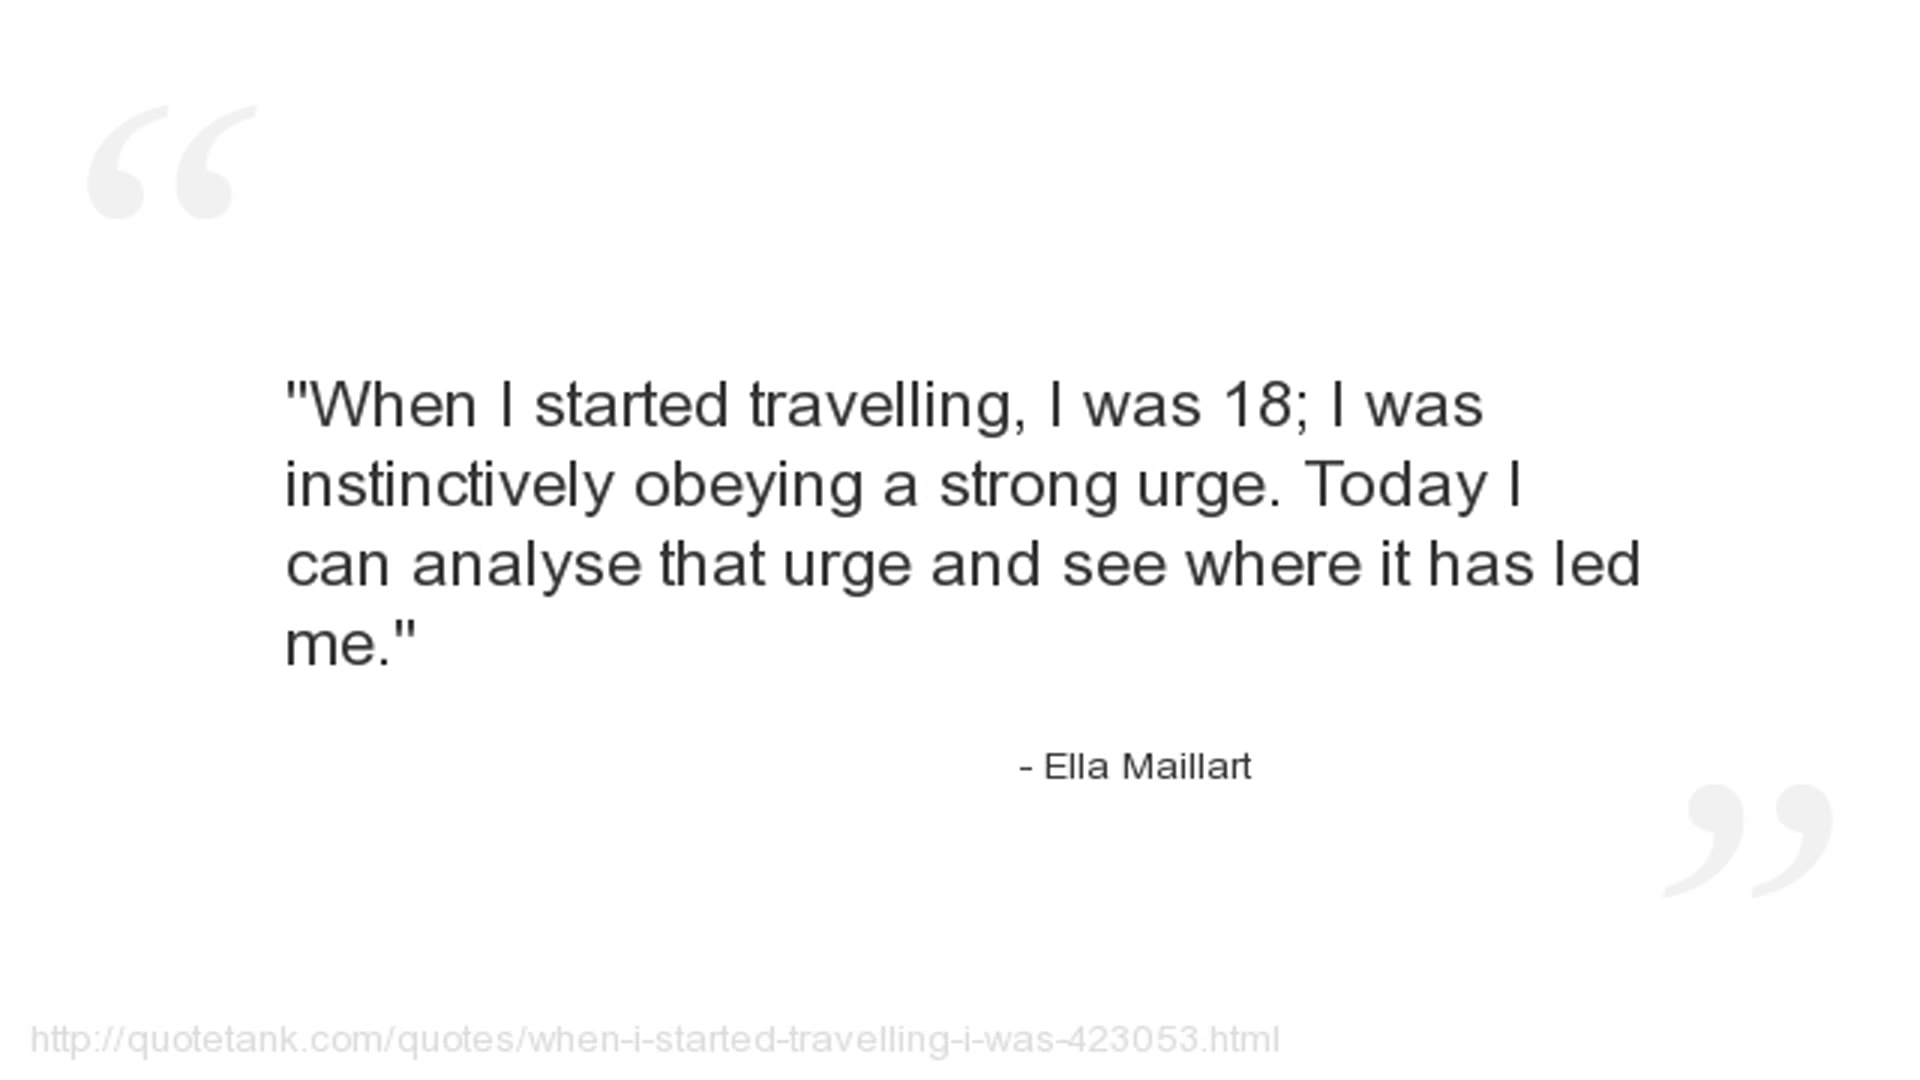 "When I started travelling, I was 18; I was
instinctively obeying a strong urge. Today I
can analyse that urge and see where it has led
me."
- Ella Maillart
http://quotetank.com/quotes/when-i-started-travelling-i-was-423053.html